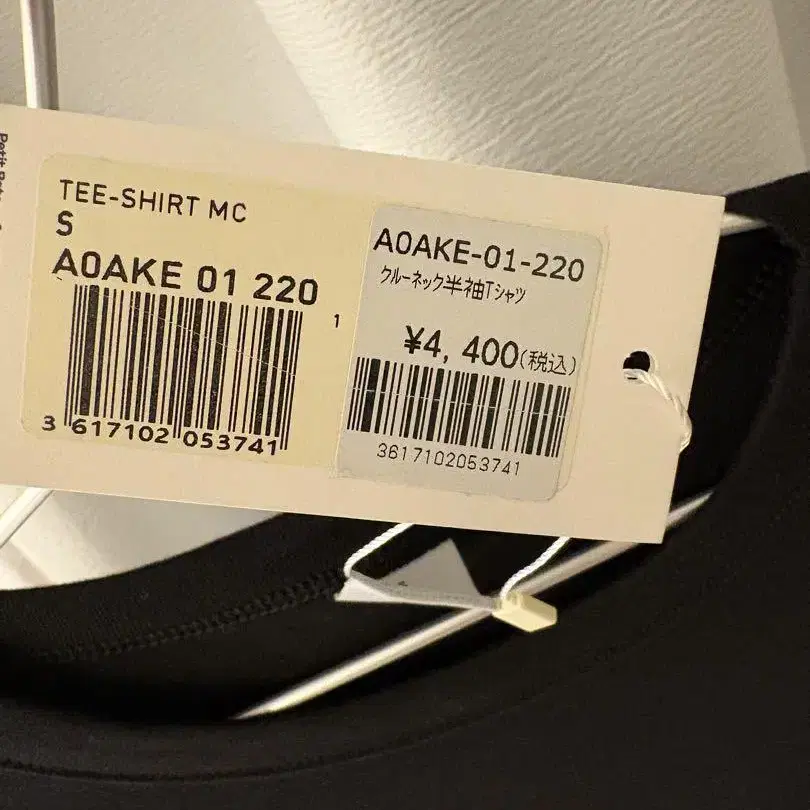 TEE-SHIRT MC
S
A0AKE 01 220
1
3 617102 053741
A0AKE-01-220
クルーネック半袖Tシャツ
¥4,400(税込)
3617102053741